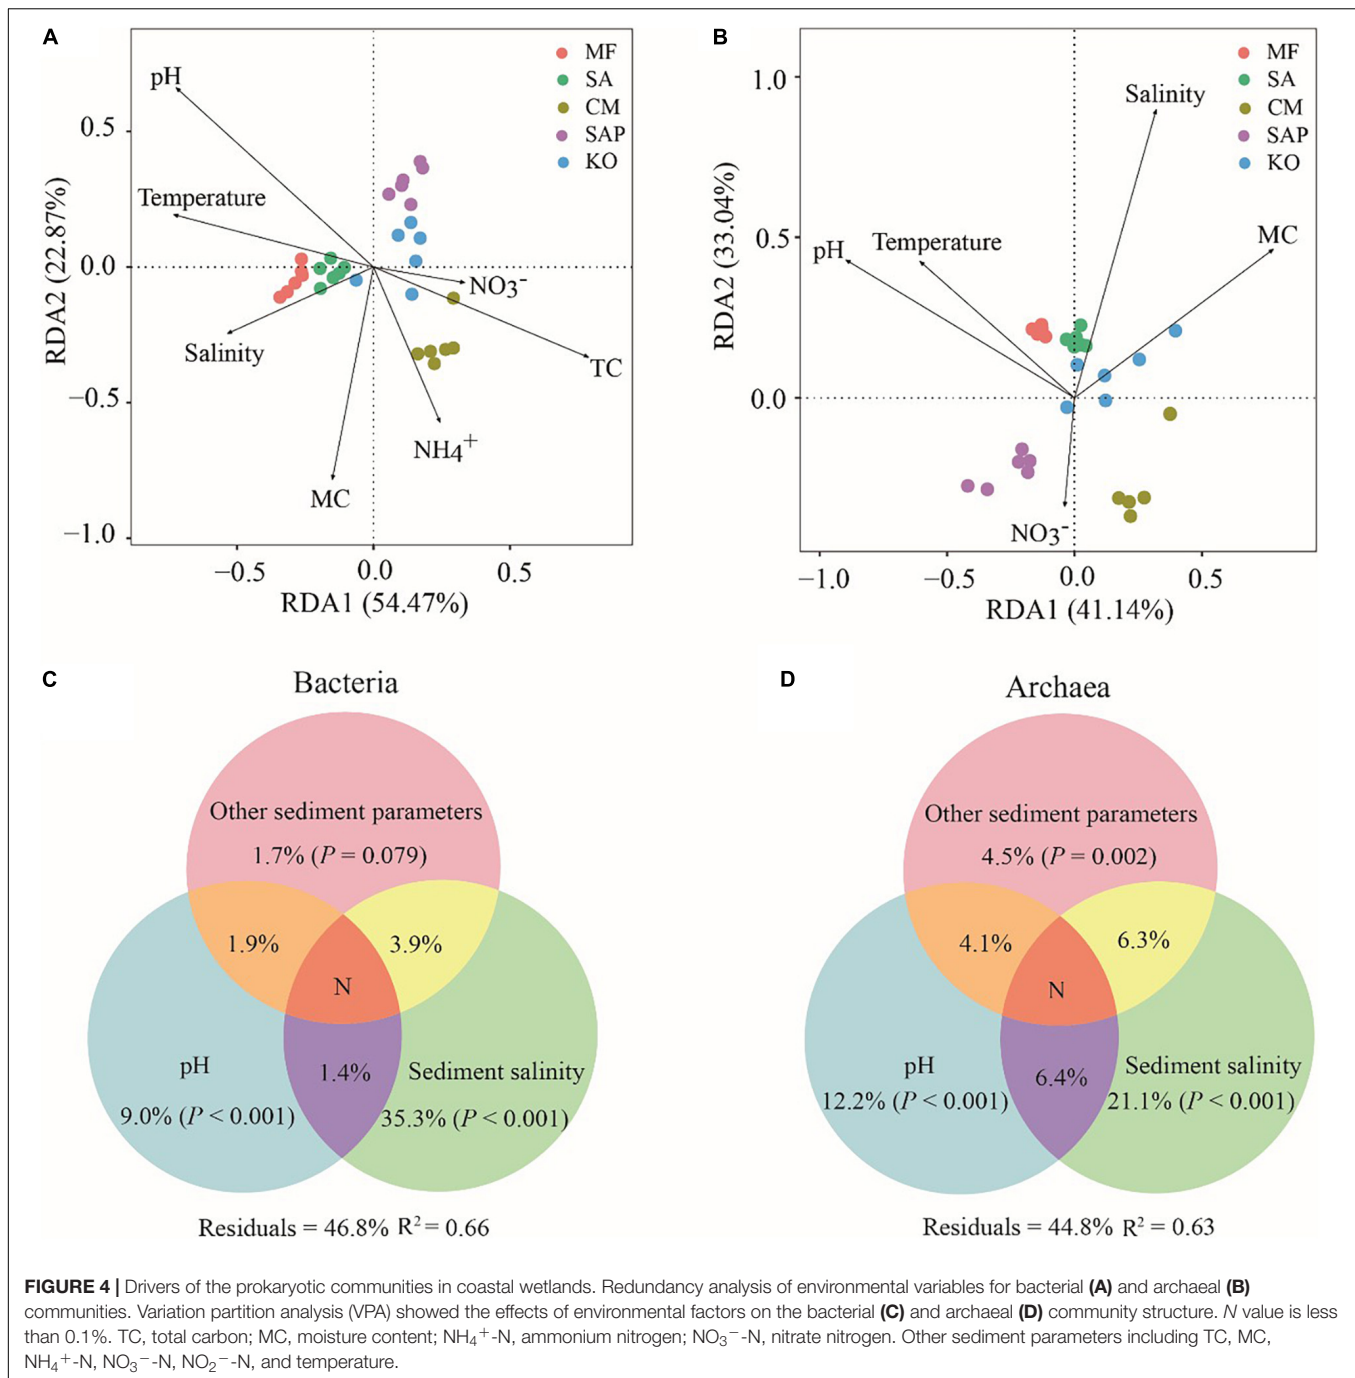 A
MF
SA
CM
SAP
KO
pH
Temperature
Salinity
MC
NH4+
NO3-
TC
0.5
0.0
−0.5
−1.0
−0.5
0.0
0.5
RDA2 (22.87%)
RDA1 (54.47%)
B
MF
SA
CM
SAP
KO
Salinity
MC
Temperature
pH
NO3-
1.0
0.5
0.0
−1.0
−0.5
0.0
0.5
RDA2 (33.04%)
RDA1 (41.14%)
C
Bacteria
Other sediment parameters
1.7% (P = 0.079)
1.9%
3.9%
N
pH
1.4%
Sediment salinity
9.0% (P < 0.001)
35.3% (P < 0.001)
Residuals = 46.8% R² = 0.66
D
Archaea
Other sediment parameters
4.5% (P = 0.002)
4.1%
6.3%
N
pH
6.4%
Sediment salinity
12.2% (P < 0.001)
21.1% (P < 0.001)
Residuals = 44.8% R² = 0.63
FIGURE 4 | Drivers of the prokaryotic communities in coastal wetlands. Redundancy analysis of environmental variables for bacterial (A) and archaeal (B)
communities. Variation partition analysis (VPA) showed the effects of environmental factors on the bacterial (C) and archaeal (D) community structure. N value is less
than 0.1%. TC, total carbon; MC, moisture content; NH₄⁺-N, ammonium nitrogen; NO₃⁻-N, nitrate nitrogen. Other sediment parameters including TC, MC,
NH₄⁺-N, NO₃⁻-N, NO₂⁻-N, and temperature.